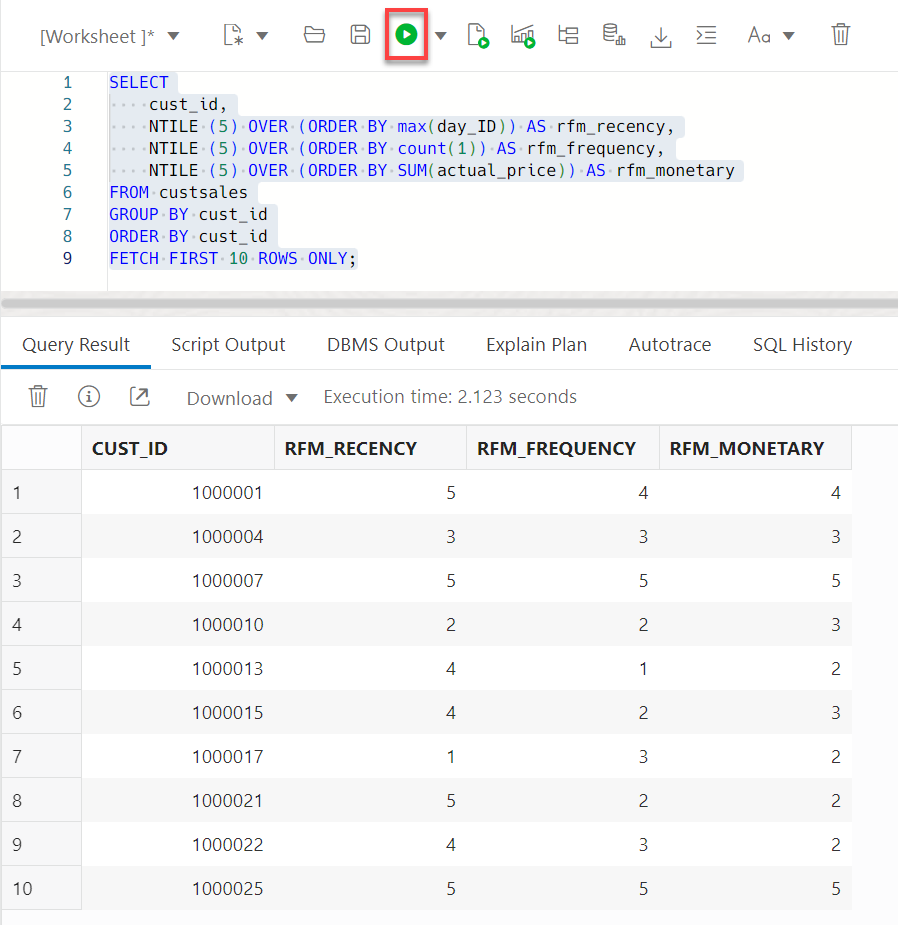 [Worksheet ]* Aa
1 SELECT
2 cust_id,
3 NTILE (5) OVER (ORDER BY max(day_ID)) AS rfm_recency,
4 NTILE (5) OVER (ORDER BY count(1)) AS rfm_frequency,
5 NTILE (5) OVER (ORDER BY SUM(actual_price)) AS rfm_monetary
6 FROM custsales
7 GROUP BY cust_id
8 ORDER BY cust_id
9 FETCH FIRST 10 ROWS ONLY;
Query Result Script Output DBMS Output Explain Plan Autotrace SQL History
Download Execution time: 2.123 seconds
CUST_ID RFM_RECENCY RFM_FREQUENCY RFM_MONETARY
1 1000001 5 4 4
2 1000004 3 3 3
3 1000007 5 5 5
4 1000010 2 2 3
5 1000013 4 1 2
6 1000015 4 2 3
7 1000017 1 3 2
8 1000021 5 2 2
9 1000022 4 3 2
10 1000025 5 5 5